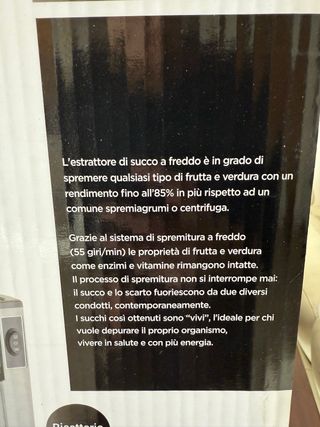 L'estrattore di succo a freddo è in grado di
spremere qualsiasi tipo di frutta e verdura con un
rendimento fino all'85% in più rispetto ad un
comune spremiagrumi o centrifuga.
Grazie al sistema di spremitura a freddo
(55 giri/min) le proprietà di frutta e verdura
come enzimi e vitamine rimangono intatte.
Il processo di spremitura non si interrompe mai:
il succo e lo scarto fuoriescono da due diversi
condotti, contemporaneamente.
I succhi così ottenuti sono “vivi”, l'ideale per chi
vuole depurare il proprio organismo,
vivere in salute e con più energia.
Ricettario